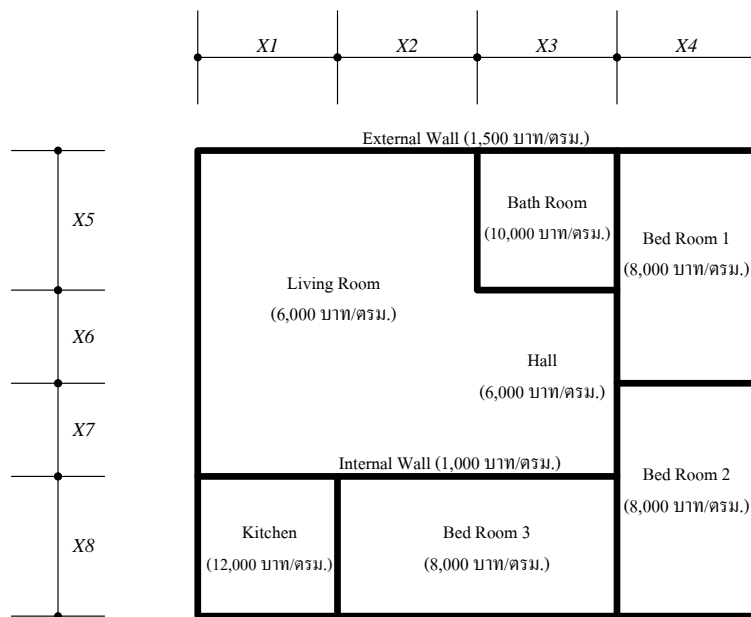 X1 X2 X3 X4
External Wall (1,500 บาท/ตรม.)
X5
Bath Room
(10,000 บาท/ตรม.)
Bed Room 1
(8,000 บาท/ตรม.)
Living Room
(6,000 บาท/ตรม.)
X6
Hall
(6,000 บาท/ตรม.)
X7
Internal Wall (1,000 บาท/ตรม.)
Bed Room 2
(8,000 บาท/ตรม.)
X8
Kitchen
(12,000 บาท/ตรม.)
Bed Room 3
(8,000 บาท/ตรม.)